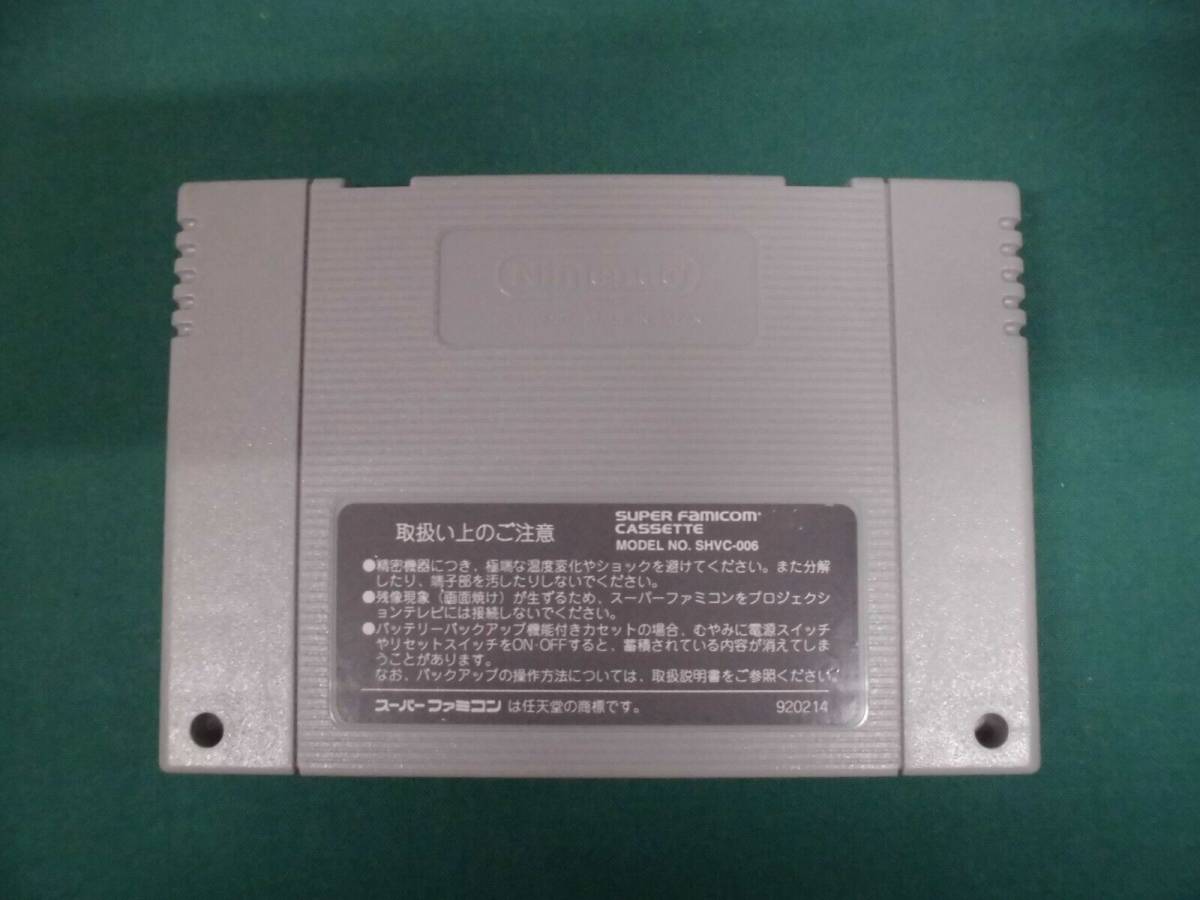 Nintendo
取扱い上のご注意
SUPER FAMICOM
CASSETTE
MODEL NO. SHVC-006
●精密機器につき、極端な温度変化やショックを避けてください。また分解
したり、端子部を汚したりしないでください。
●残像現象(画面焼け)が生ずるため、スーパーファミコンをプロジェクシ
ョンテレビには接続しないでください。
●バッテリーバックアップ機能付きカセットの場合、むやみに電源スイッチ
やリセットスイッチをON・OFFすると、蓄積されている内容が消えてしま
うことがあります。
なお、バックアップの操作方法については、取扱説明書をご参照ください。
スーパーファミコン は任天堂の商標です。 920214